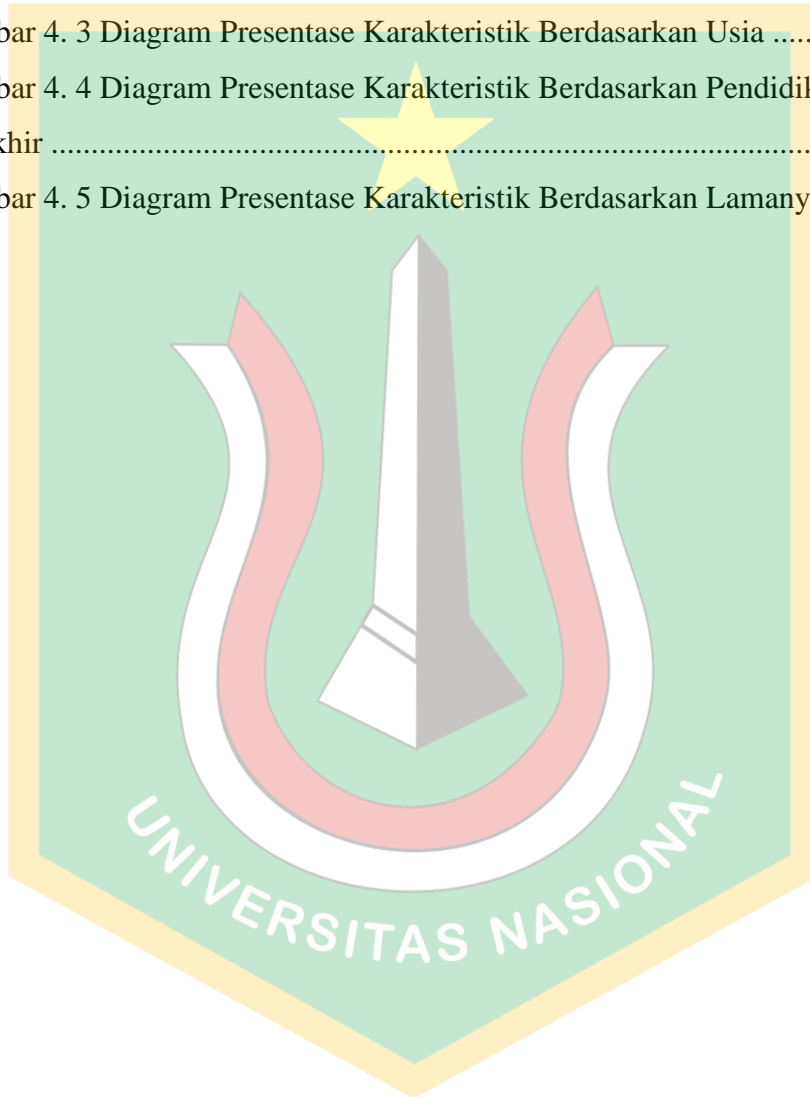 bar 4. 3 Diagram Presentase Karakteristik Berdasarkan Usia .....
bar 4. 4 Diagram Presentase Karakteristik Berdasarkan Pendidik
khir ................................................................................................
bar 4. 5 Diagram Presentase Karakteristik Berdasarkan Lamany
UNIVERSITAS NASIONAL